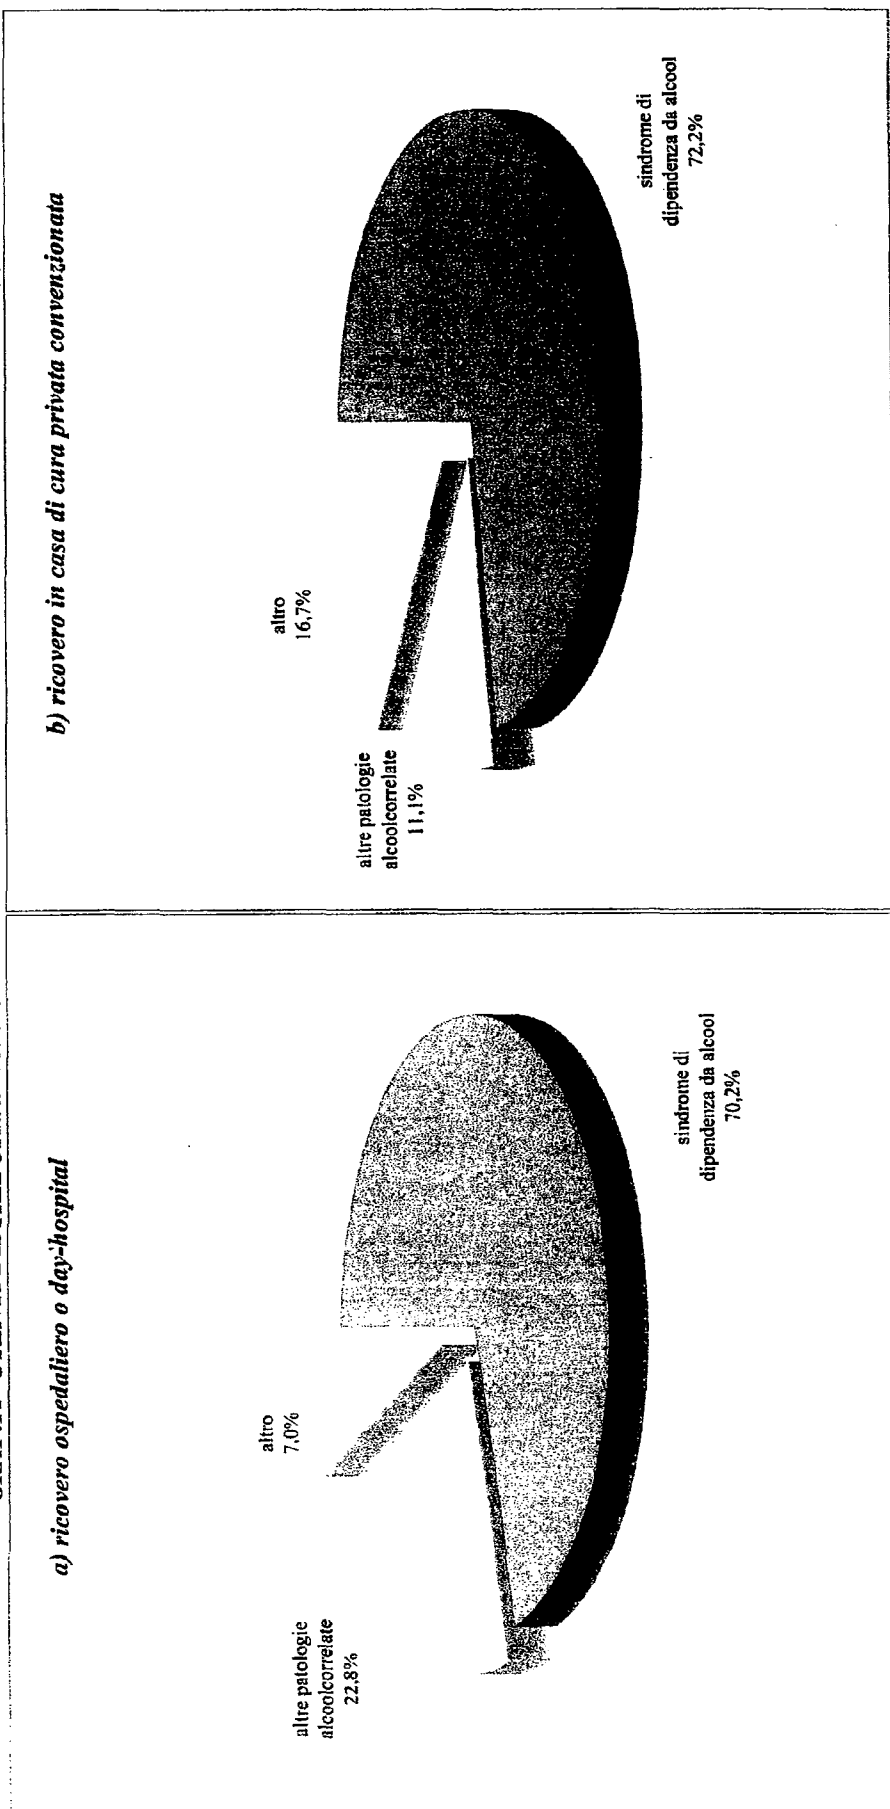 a) ricovero ospedaliero o day-hospital
altro
7,0%
altre patologie
alcoolcorrelate
22,8%
sindrome di
dipendenza da alcool
70,2%
b) ricovero in casa di cura privata convenzionata
altro
16,7%
altre patologie
alcoolcorrelate
11,1%
sindrome di
dipendenza da alcool
72,2%